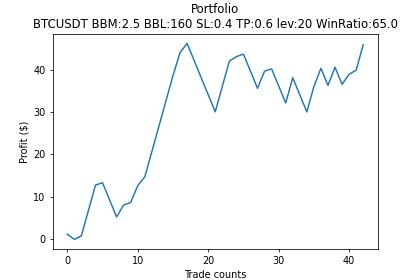 Portfolio
BTCUSDT BBM:2.5 BBL:160 SL:0.4 TP:0.6 lev:20 WinRatio:65.0
40
30
20
10
0
Profit ($)
0 10 20 30 40
Trade counts